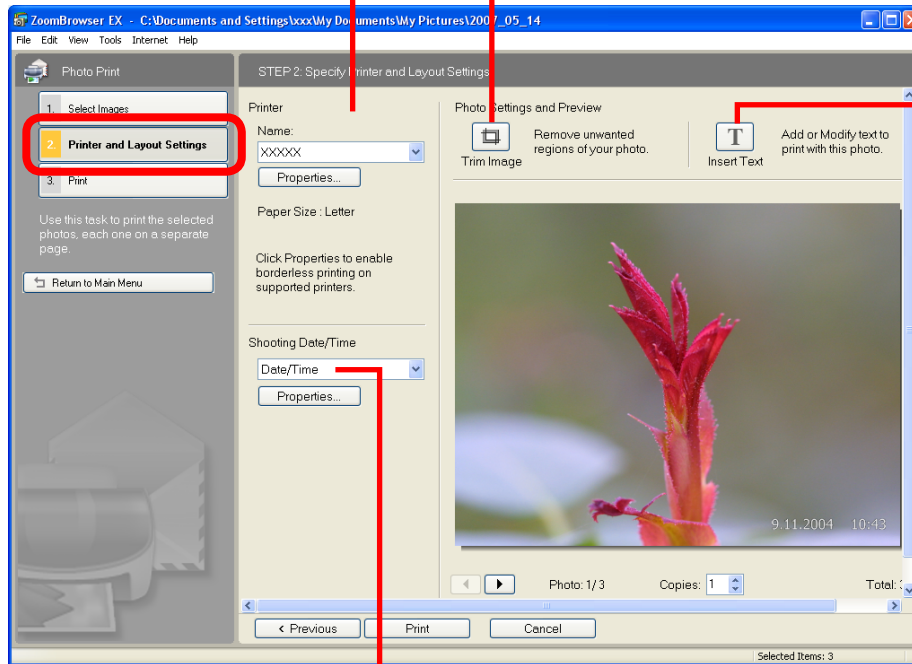 ZoomBrowser EX - C:\Documents and Settings\xxx\My Documents\My Pictures\2007_05_14
File Edit View Tools Internet Help
Photo Print
STEP 2: Specify Printer and Layout Settings
1. Select Images
2. Printer and Layout Settings
3. Print
Use this task to print the selected
photos, each one on a separate
page.
Return to Main Menu
Printer
Name:
XXXXX
Properties...
Paper Size : Letter
Click Properties to enable
borderless printing on
supported printers.
Shooting Date/Time
Date/Time
Properties...
Photo Settings and Preview
Trim Image
Remove unwanted
regions of your photo.
T
Insert Text
Add or Modify text to
print with this photo.
9.11.2004 10:43
Photo: 1/3
Copies: 1
Total:
< Previous
Print
Cancel
Selected Items: 3